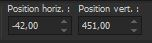 Position horiz. : Position vert. :
-42,00 451,00